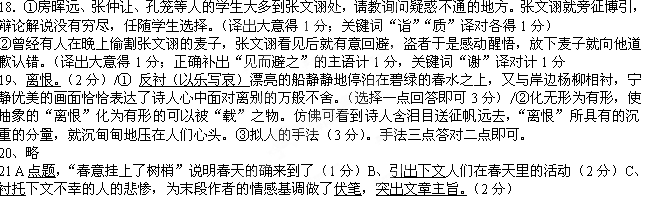 18. ①房晖远、张仲让、孔笼等人的学生大多到张文诩处,请教询问疑惑不通的地方。张文诩就旁征博引,
辩论解说没有穷尽,任随学生选择。(译出大意得 1 分;关键词“诣”“质”译对各得 1 分)
②曾经有人在晚上偷割张文诩的麦子,张文诩看见后就有意回避,盗者于是感动醒悟,放下麦子就向他道
歉认错。(译出大意得 1 分;正确补出“见而避之”的主语计 1 分,关键词“谢”译对计 1 分
19、离恨。(2 分)/① 反衬(以乐写哀)漂亮的船静静地停泊在碧绿的春水之上,又与岸边杨柳相衬,宁
静优美的画面恰恰表达了诗人心中面对离别的万般不舍。(选择一点回答即可 3 分)/②化无形为有形,使
抽象的“离恨”化为有形的可以被“载”之物。仿佛可看到诗人含泪目送征帆远去,“离恨”所具有的沉
重的分量,就沉甸甸地压在人们心头。③拟人的手法(3 分)。手法三点答对二点即可。
20、略
21 A 点题,“春意挂上了树梢”说明春天的确来到了(1 分)B、引出下文人们在春天里的活动(2 分)C、
衬托下文不幸的人的悲惨,为末段作者的情感基调做了伏笔,突出文章主旨。(2 分)